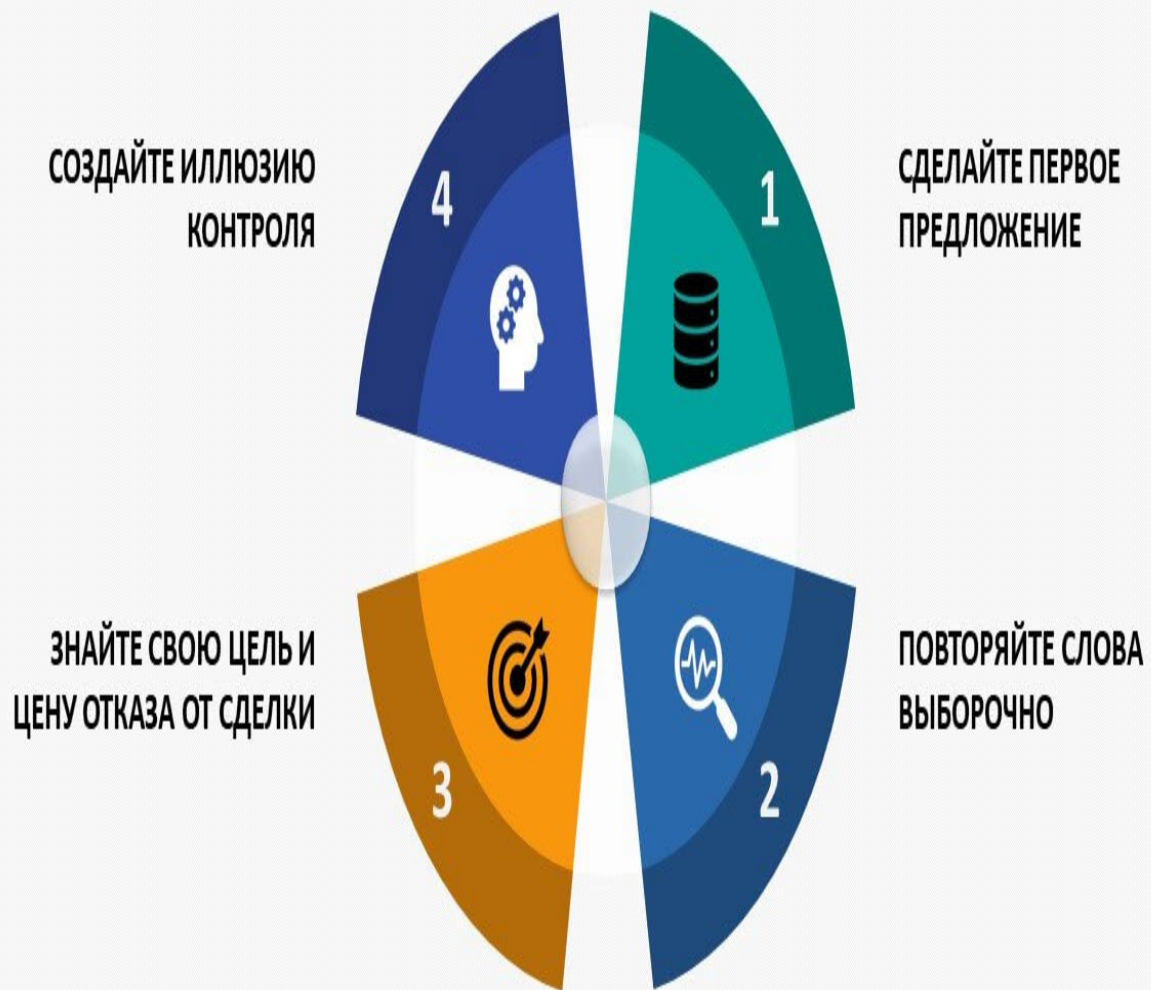 СОЗДАЙТЕ ИЛЛЮЗИЮ
КОНТРОЛЯ
4
1
СДЕЛАЙТЕ ПЕРВОЕ
ПРЕДЛОЖЕНИЕ
ЗНАЙТЕ СВОЮ ЦЕЛЬ И
ЦЕНУ ОТКАЗА ОТ СДЕЛКИ
3
2
ПОВТОРЯЙТЕ СЛОВА
ВЫБОРОЧНО